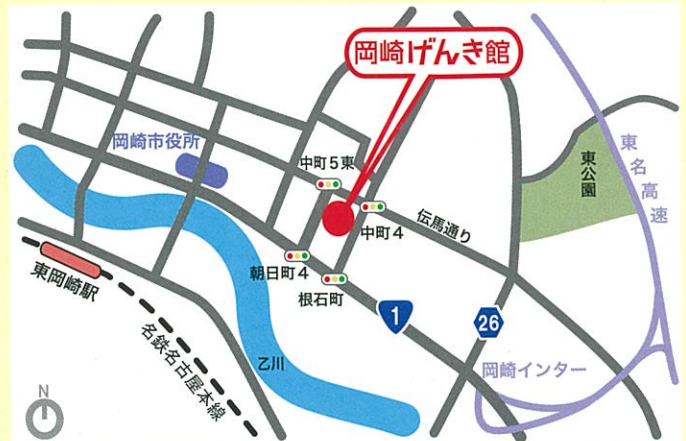 岡崎げんき館
岡崎市役所
中町5東
東名高速
東公園
中町4
伝馬通り
朝日町4
東岡崎駅
根石町
1
26
名鉄名古屋本線
乙川
岡崎インター
N